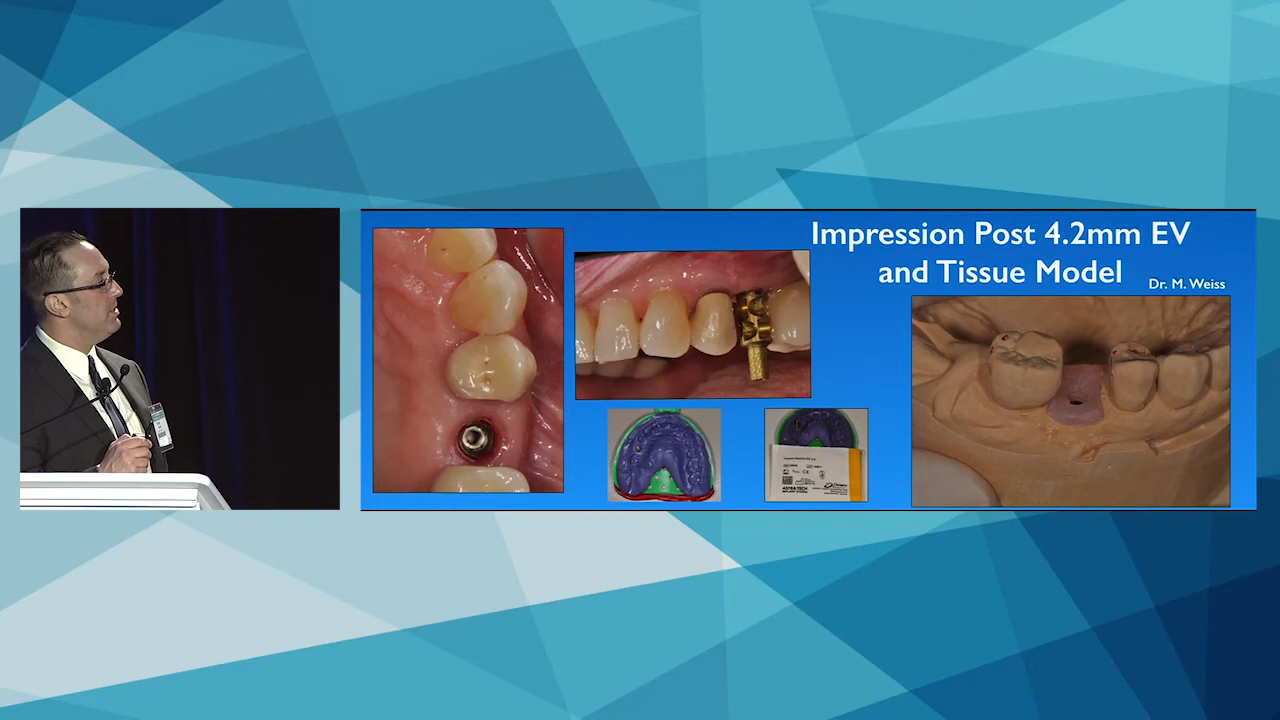 Impression Post 4.2mm EV
and Tissue Model
Dr. M. Weiss
ASTRA TECH